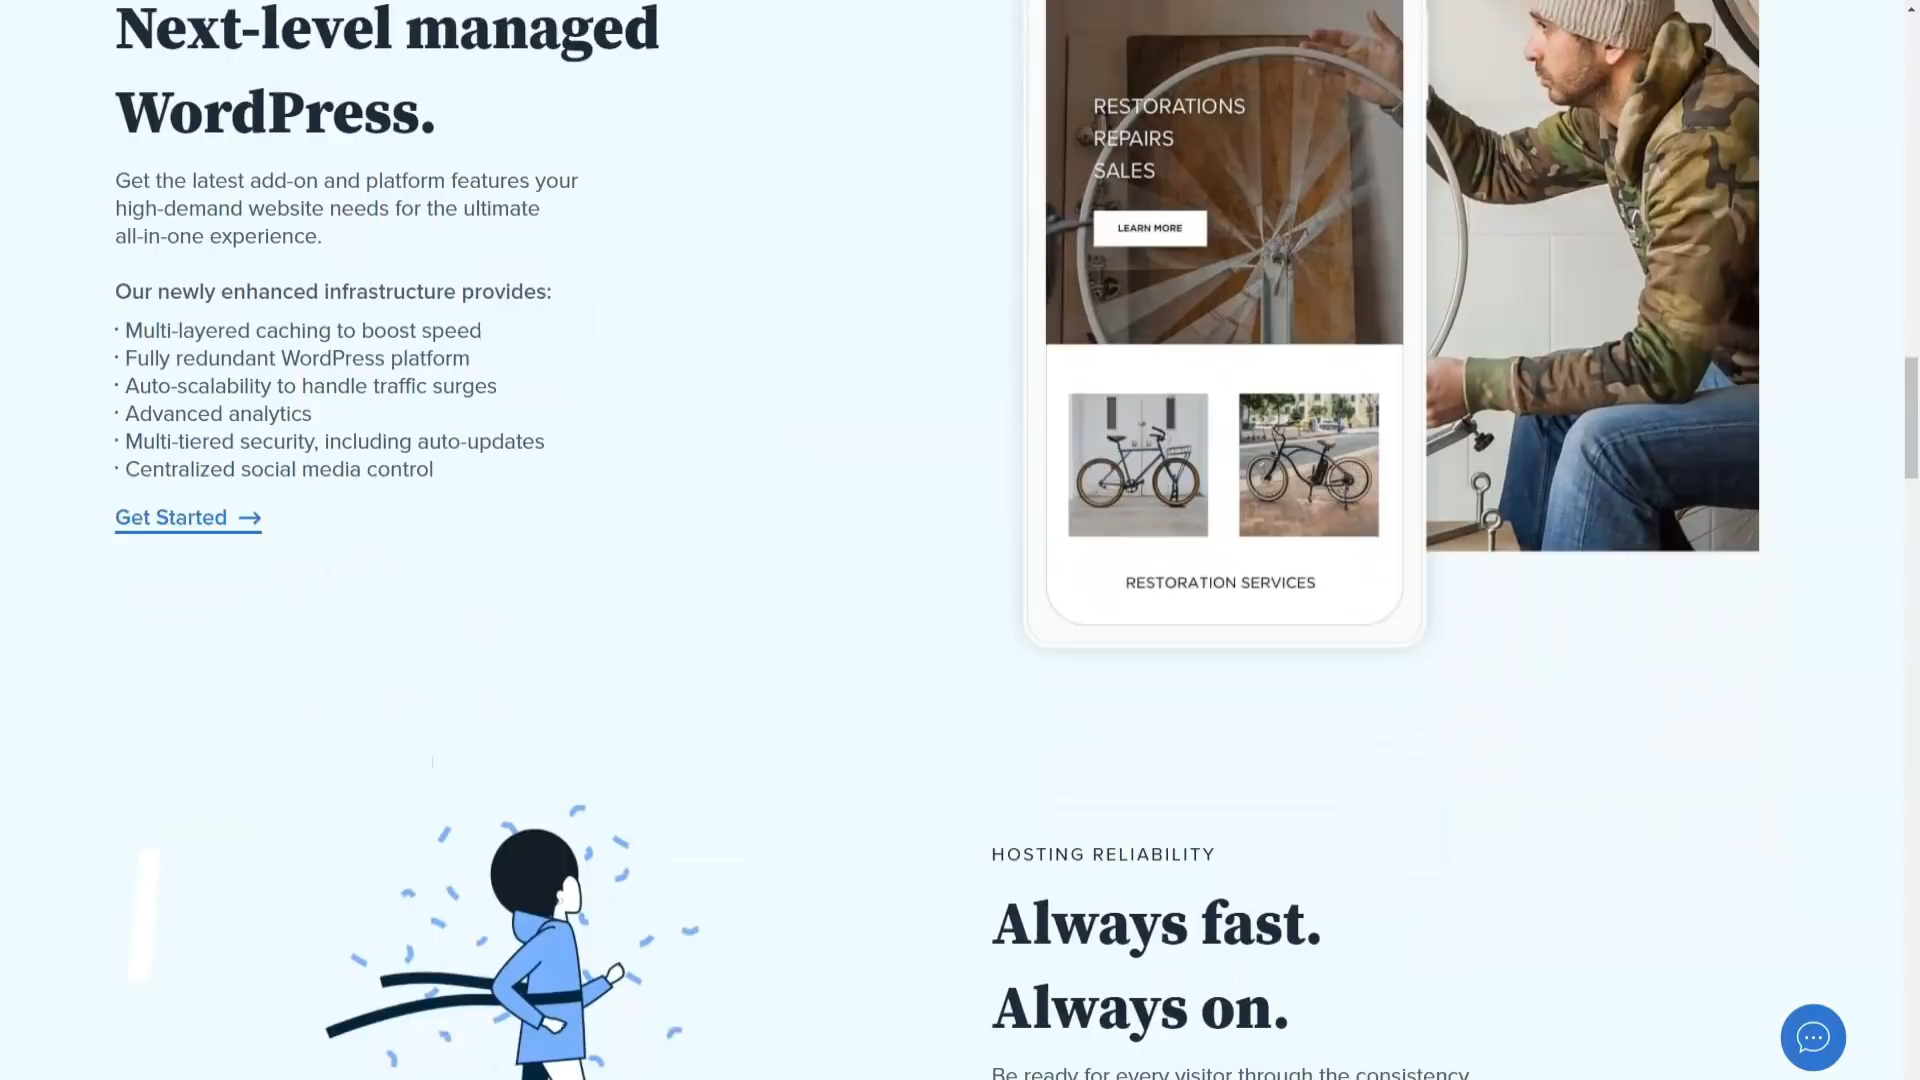 Next-level managed
WordPress.
Get the latest add-on and platform features your
high-demand website needs for the ultimate
all-in-one experience.
Our newly enhanced infrastructure provides:
· Multi-layered caching to boost speed
· Fully redundant WordPress platform
· Auto-scalability to handle traffic surges
· Advanced analytics
· Multi-tiered security, including auto-updates
· Centralized social media control
Get Started →
RESTORATIONS
REPAIRS
SALES
LEARN MORE
RESTORATION SERVICES
HOSTING RELIABILITY
Always fast.
Always on.
Be ready for every visitor through the consistency